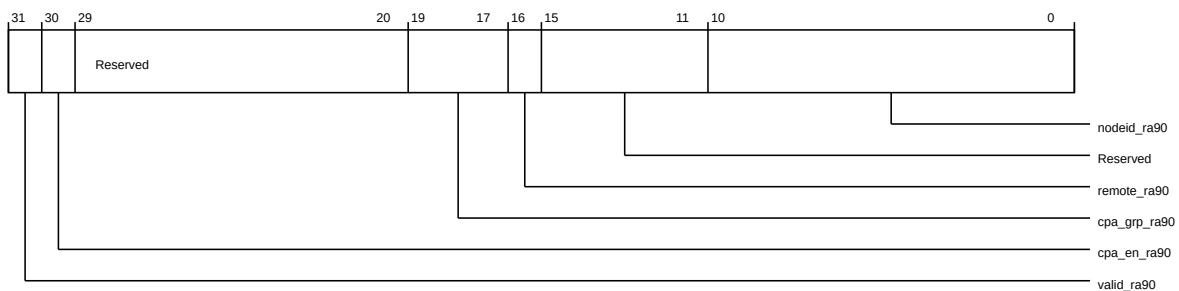 31 30 29 20 19 17 16 15 11 10 0
Reserved
nodeid_ra90
Reserved
remote_ra90
cpa_grp_ra90
cpa_en_ra90
valid_ra90